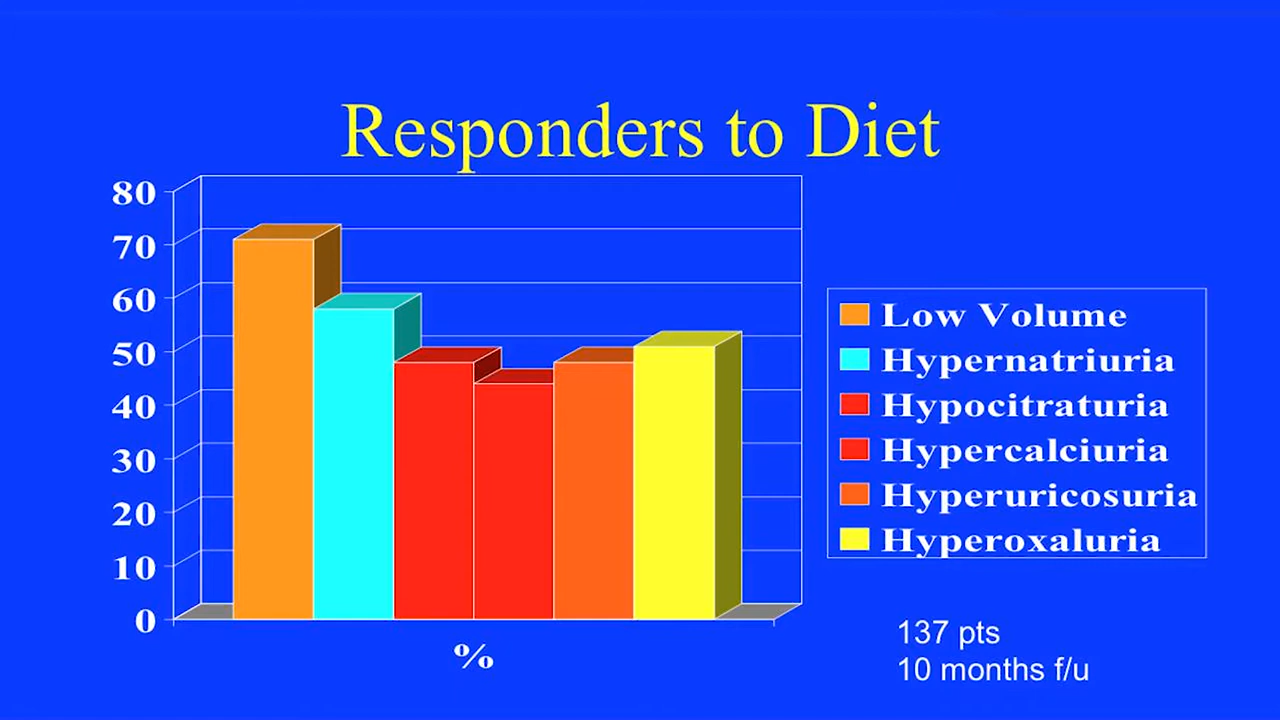 Responders to Diet
80
70
60
50
40
30
20
10
0
%
Low Volume
Hypernatriuria
Hypocitraturia
Hypercalciuria
Hyperuricosuria
Hyperoxaluria
137 pts
10 months f/u